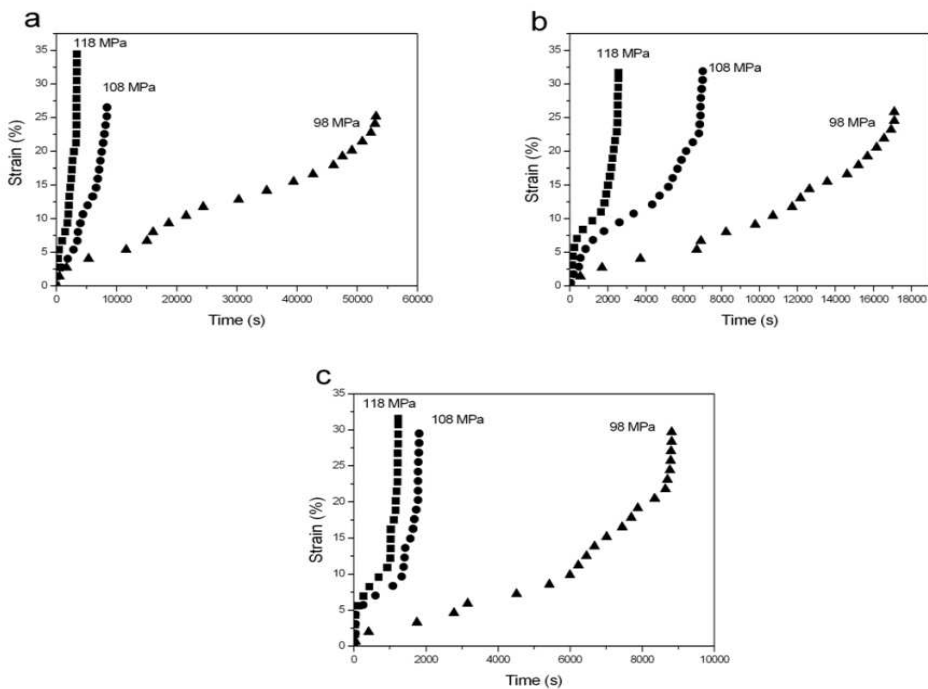 a
118 MPa
108 MPa
98 MPa
Strain (%)
35
30
25
20
15
10
5
0
0 10000 20000 30000 40000 50000 60000
Time (s)
b
118 MPa
108 MPa
98 MPa
Strain (%)
35
30
25
20
15
10
5
0
0 2000 4000 6000 8000 10000 12000 14000 16000 18000
Time (s)
c
118 MPa
108 MPa
98 MPa
Strain (%)
35
30
25
20
15
10
5
0
0 2000 4000 6000 8000 10000
Time (s)